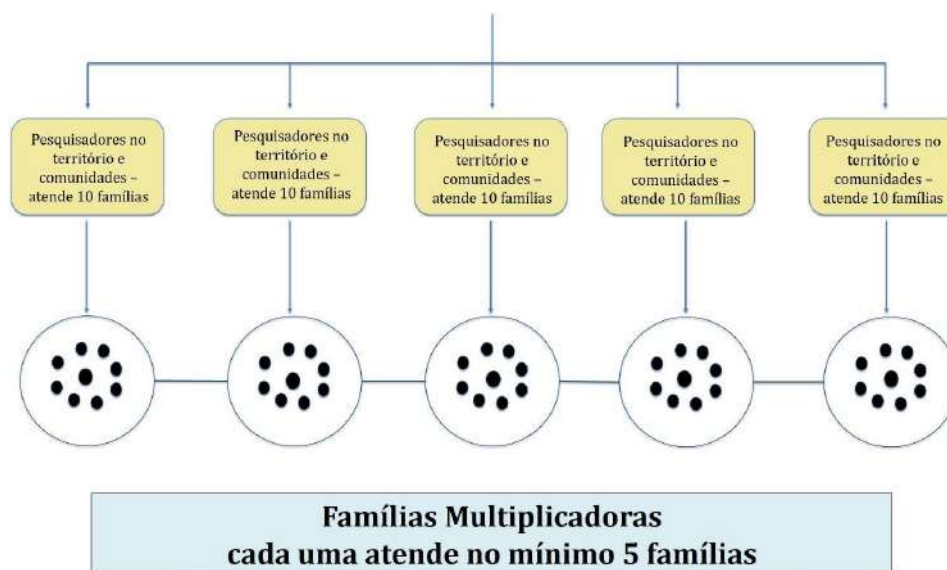 Pesquisadores no
território e
comunidades –
atende 10 famílias
Pesquisadores no
território e
comunidades –
atende 10 famílias
Pesquisadores no
território e
comunidades –
atende 10 famílias
Pesquisadores no
território e
comunidades –
atende 10 famílias
Pesquisadores no
território e
comunidades –
atende 10 famílias
Famílias Multiplicadoras
cada uma atende no mínimo 5 famílias